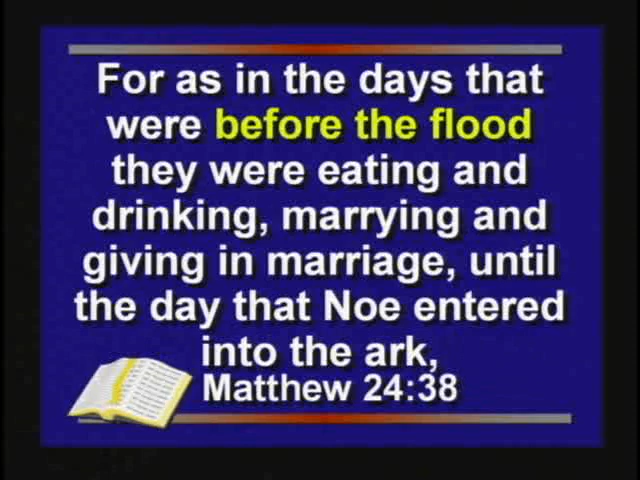 For as in the days that
were before the flood
they were eating and
drinking, marrying and
giving in marriage, until
the day that Noe entered
into the ark,
Matthew 24:38